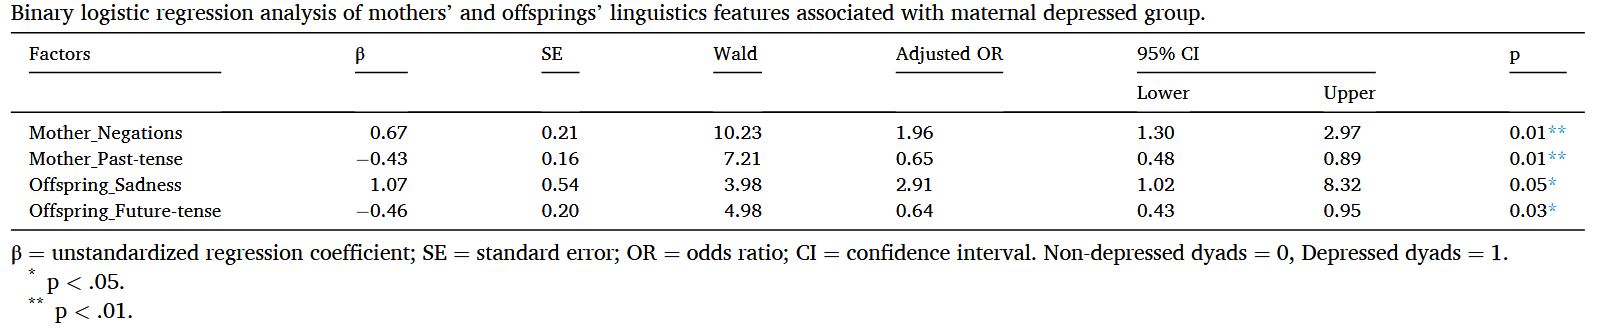 Binary logistic regression analysis of mothers’ and offsprings’ linguistics features associated with maternal depressed group.
Factors β SE Wald Adjusted OR 95% CI p
Lower Upper
Mother_Negations 0.67 0.21 10.23 1.96 1.30 2.97 0.01**
Mother_Past-tense −0.43 0.16 7.21 0.65 0.48 0.89 0.01**
Offspring_Sadness 1.07 0.54 3.98 2.91 1.02 8.32 0.05*
Offspring_Future-tense −0.46 0.20 4.98 0.64 0.43 0.95 0.03*
β = unstandardized regression coefficient; SE = standard error; OR = odds ratio; CI = confidence interval. Non-depressed dyads = 0, Depressed dyads = 1.
* p < .05.
** p < .01.